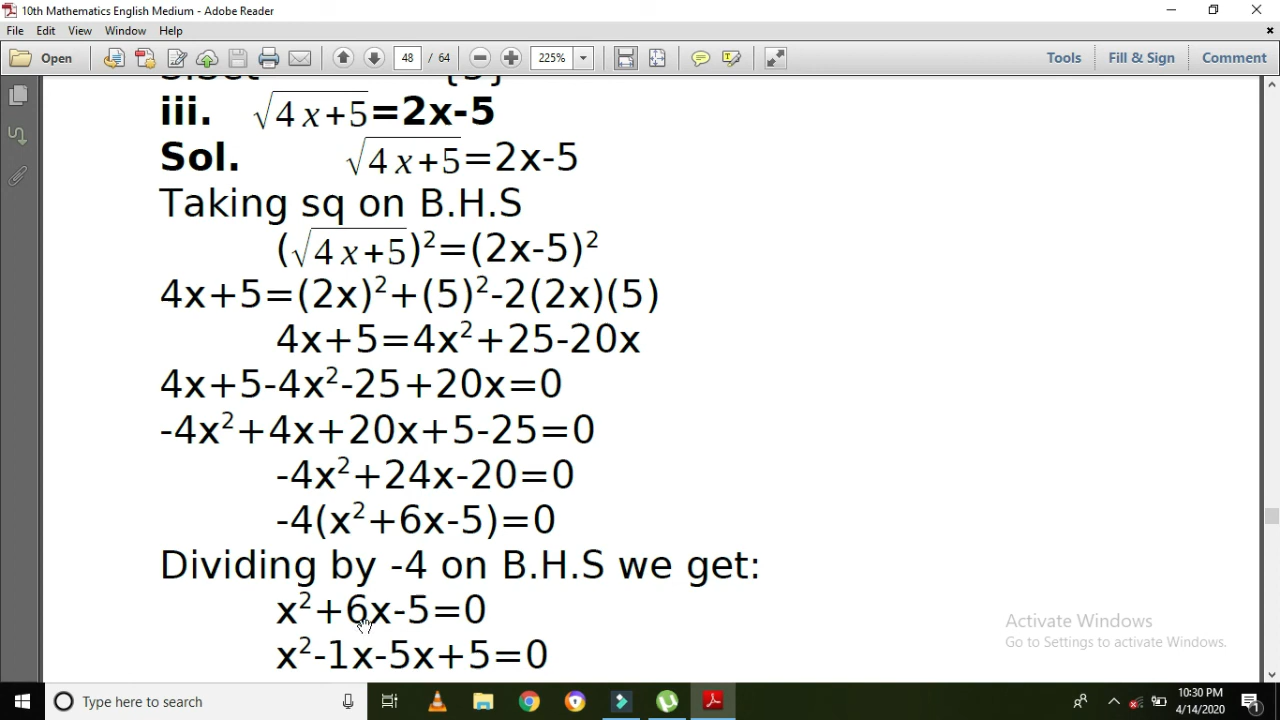 10th Mathematics English Medium - Adobe Reader
File Edit View Window Help
Open 48 / 64 225% Tools Fill & Sign Comment
iii. √4x+5=2x-5
Sol. √4x+5=2x-5
Taking sq on B.H.S
(√4x+5)²=(2x-5)²
4x+5=(2x)²+(5)²-2(2x)(5)
4x+5=4x²+25-20x
4x+5-4x²-25+20x=0
-4x²+4x+20x+5-25=0
-4x²+24x-20=0
-4(x²+6x-5)=0
Dividing by -4 on B.H.S we get:
x²+6x-5=0
x²-1x-5x+5=0
Activate Windows
Go to Settings to activate Windows.
Type here to search
10:30 PM
4/14/2020
1